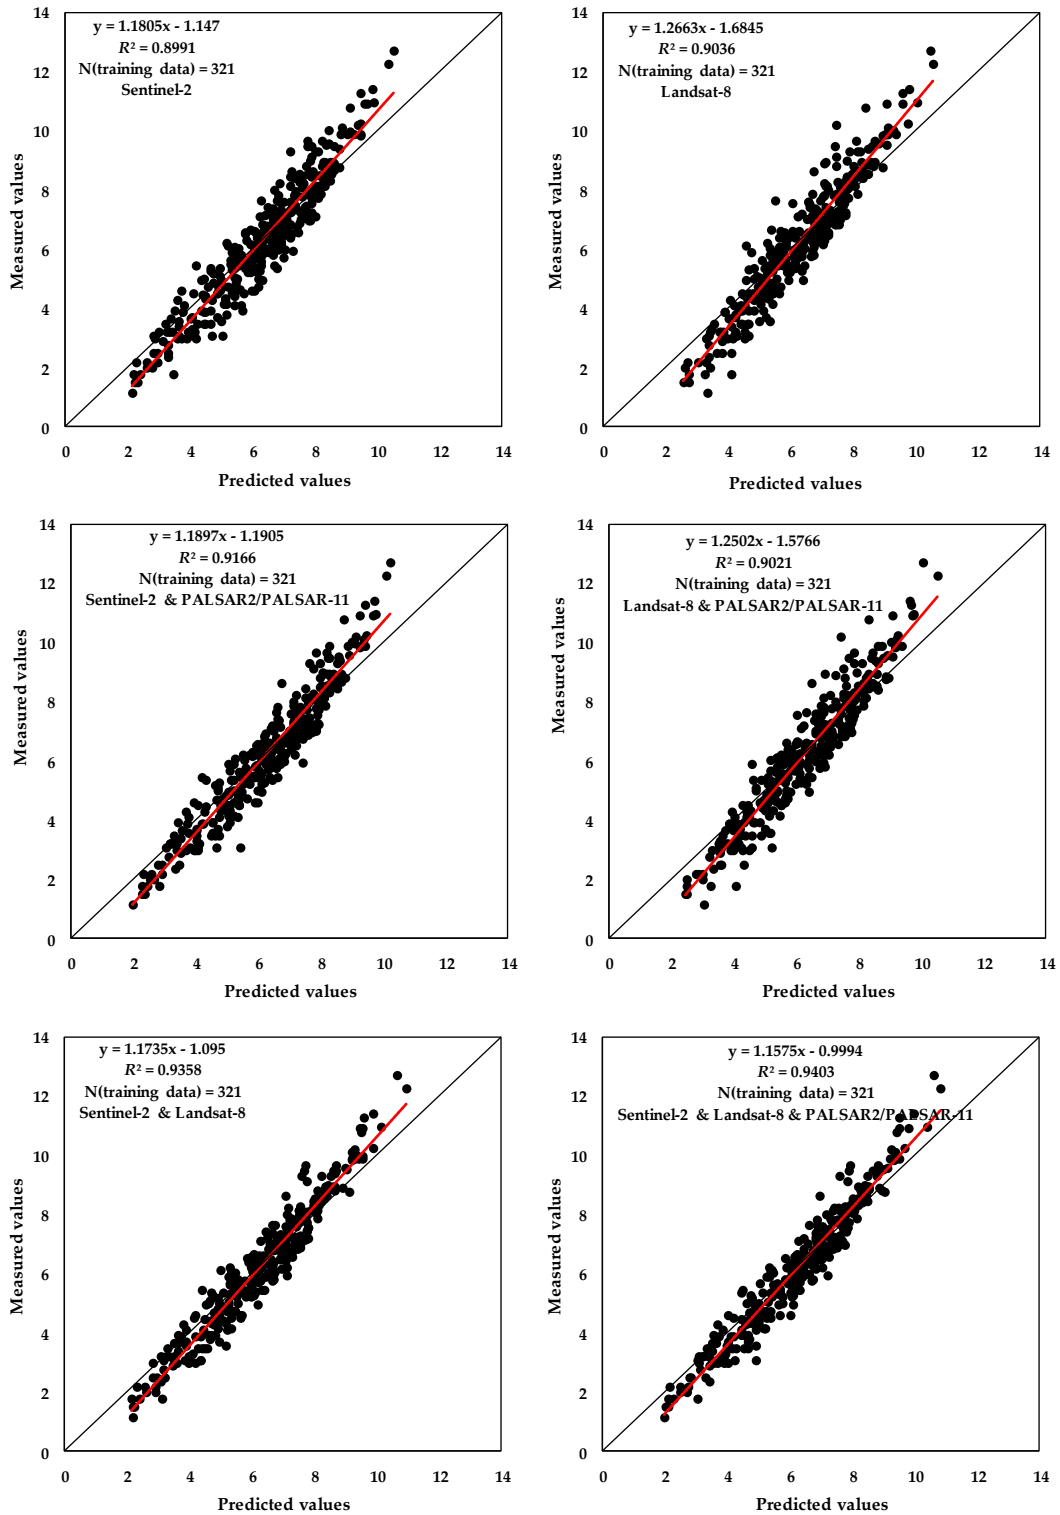 y = 1.1805x - 1.147
R² = 0.8991
N(training data) = 321
Sentinel-2
14
12
10
8
6
4
2
0
Measured values
0 2 4 6 8 10 12 14
Predicted values
y = 1.2663x - 1.6845
R² = 0.9036
N(training data) = 321
Landsat-8
14
12
10
8
6
4
2
0
Measured values
0 2 4 6 8 10 12 14
Predicted values
y = 1.1897x - 1.1905
R² = 0.9166
N(training data) = 321
Sentinel-2 & PALSAR2/PALSAR-11
14
12
10
8
6
4
2
0
Measured values
0 2 4 6 8 10 12 14
Predicted values
y = 1.2502x - 1.5766
R² = 0.9021
N(training data) = 321
Landsat-8 & PALSAR2/PALSAR-11
14
12
10
8
6
4
2
0
Measured values
0 2 4 6 8 10 12 14
Predicted values
y = 1.1735x - 1.095
R² = 0.9358
N(training data) = 321
Sentinel-2 & Landsat-8
14
12
10
8
6
4
2
0
Measured values
0 2 4 6 8 10 12 14
Predicted values
y = 1.1575x - 0.9994
R² = 0.9403
N(training data) = 321
Sentinel-2 & Landsat-8 & PALSAR2/PALSAR-11
14
12
10
8
6
4
2
0
Measured values
0 2 4 6 8 10 12 14
Predicted values